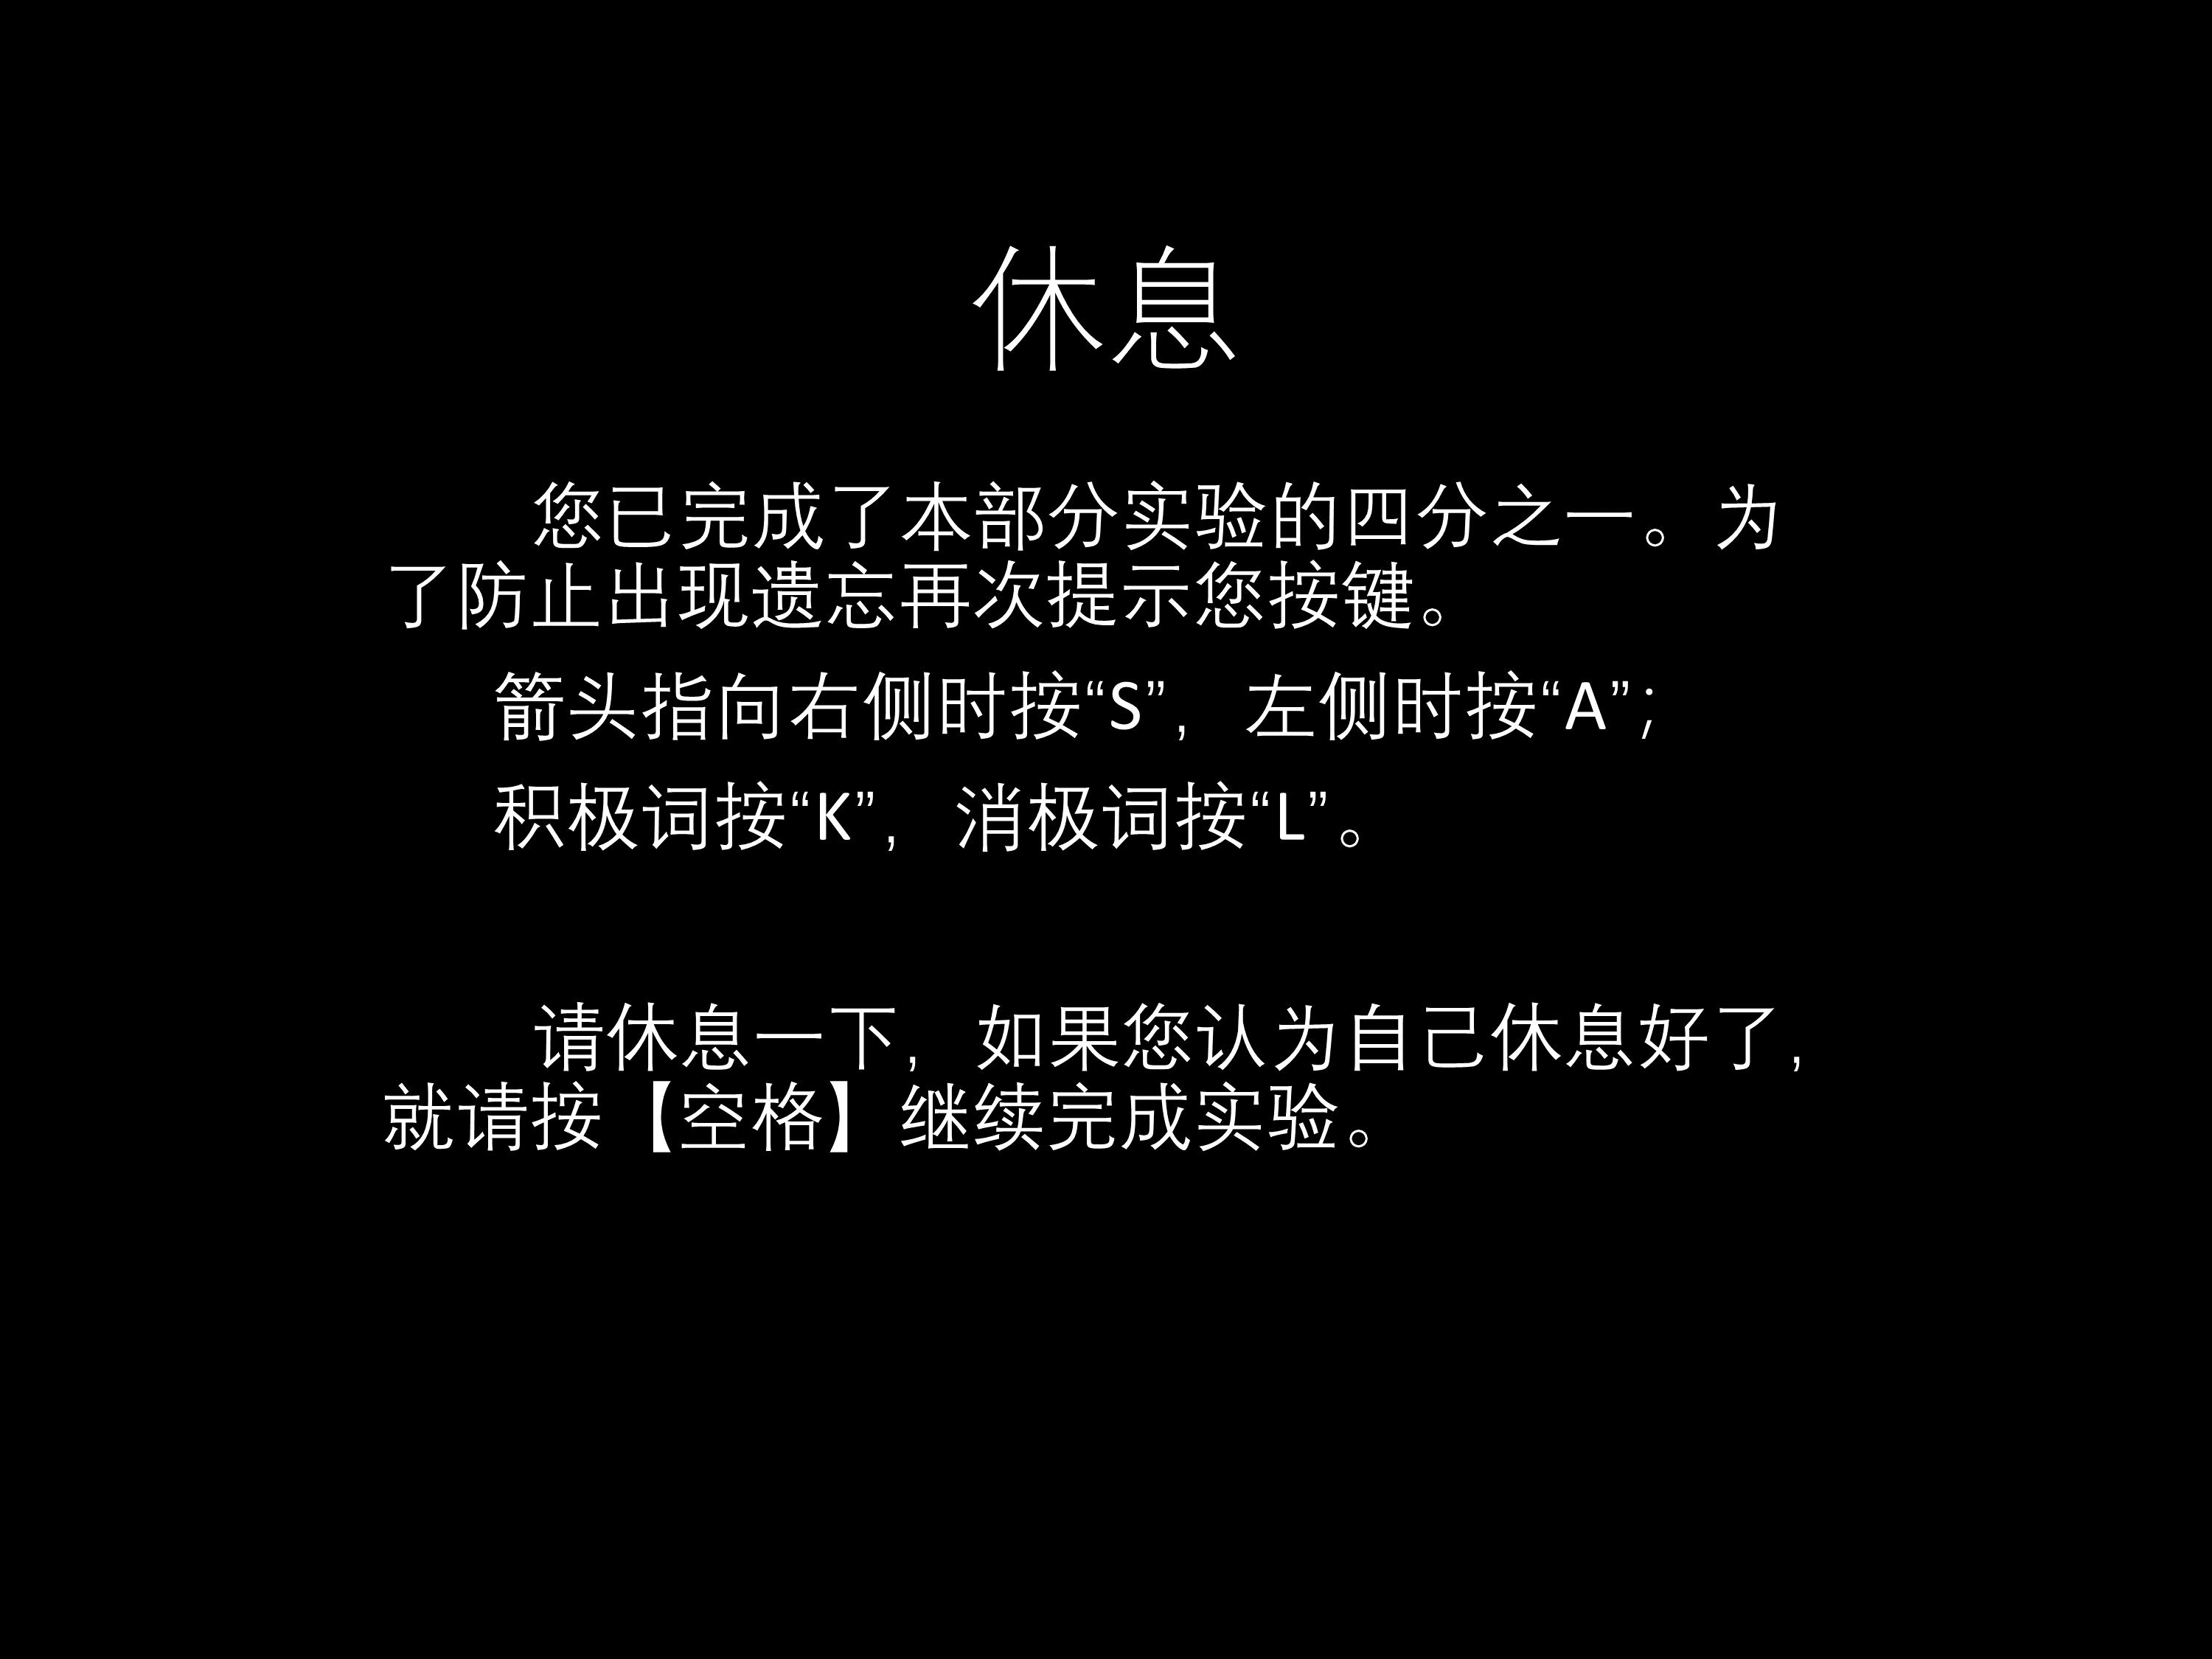 休息
您已完成了本部分实验的四分之一。为
了防止出现遗忘再次提示您按键。
箭头指向右侧时按“S”，左侧时按“A”；
积极词按“K”，消极词按“L”。
请休息一下，如果您认为自己休息好了，
就请按【空格】继续完成实验。